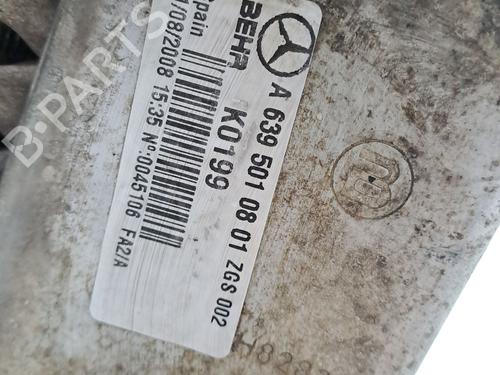 A 639 501 08 01 ZGS 002
BEHR K0199
Spain
/08/2008 15:35 Nº:0045106 FA2/A
B-PARTS